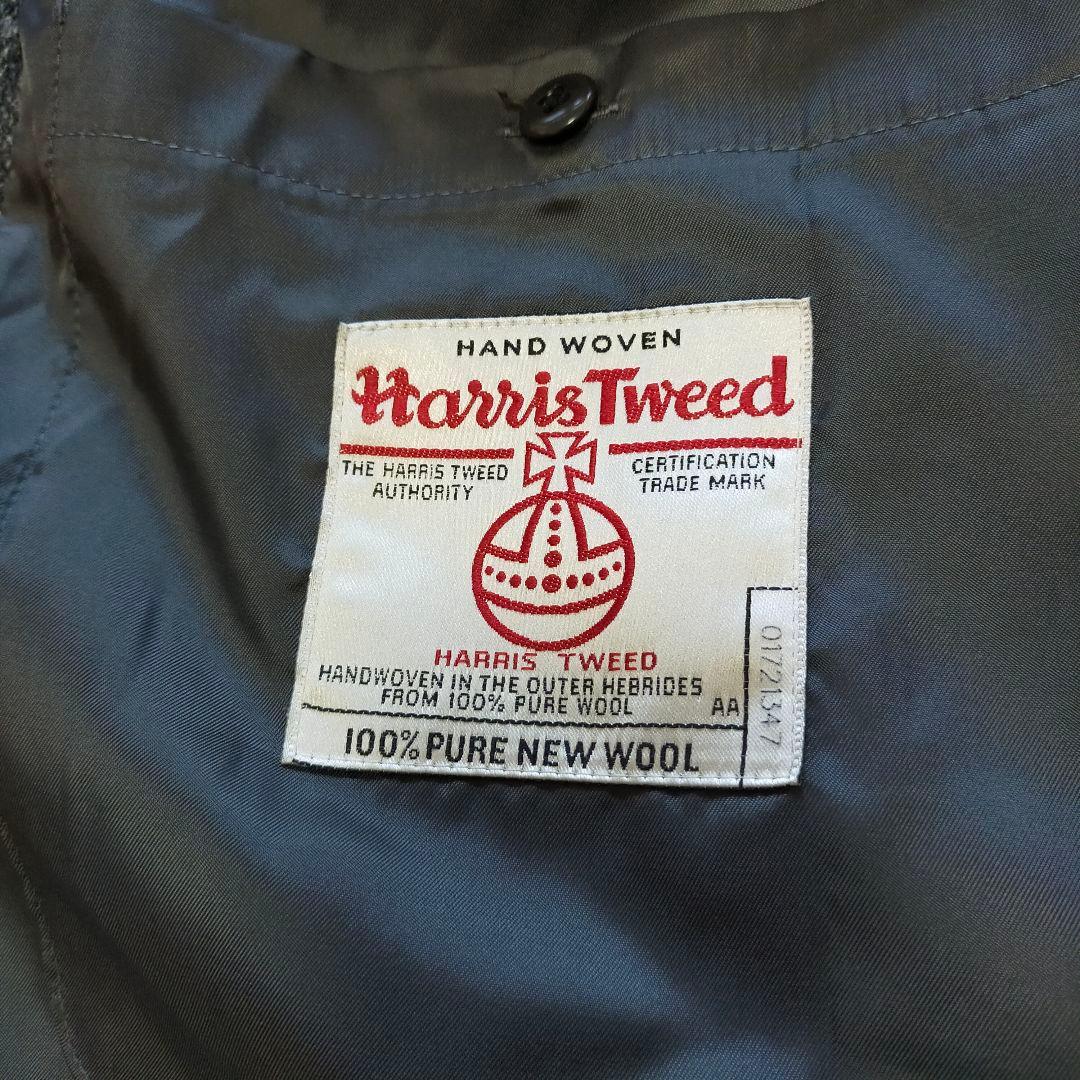 HAND WOVEN
Harris Tweed
THE HARRIS TWEED
AUTHORITY
CERTIFICATION
TRADE MARK
HARRIS TWEED
HANDWOVEN IN THE OUTER HEBRIDES
FROM 100% PURE WOOL
AA
01721347
100% PURE NEW WOOL